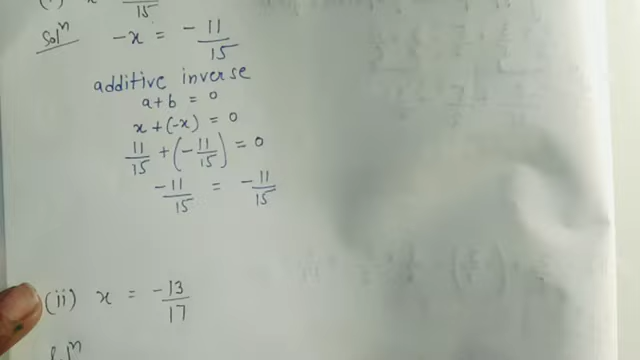 15
Solⁿ -x = -11/15
additive inverse
a+b = 0
x+(-x) = 0
11/15 + (-11/15) = 0
-11/15 = -11/15
(ii) x = -13/17